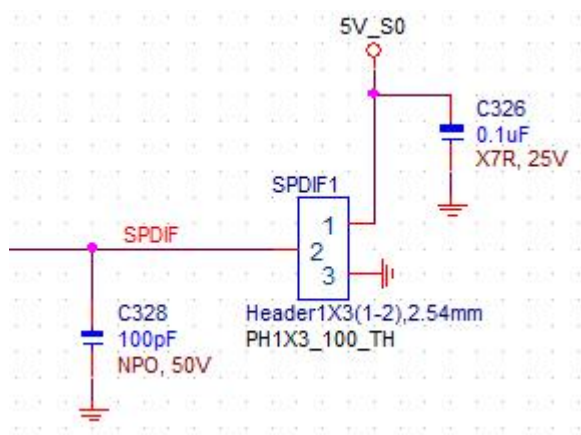 5V_S0
C326
0.1uF
X7R, 25V
SPDIF1
1
SPDIF
2
3
C328
100pF
NPO, 50V
Header1X3(1-2),2.54mm
PH1X3_100_TH